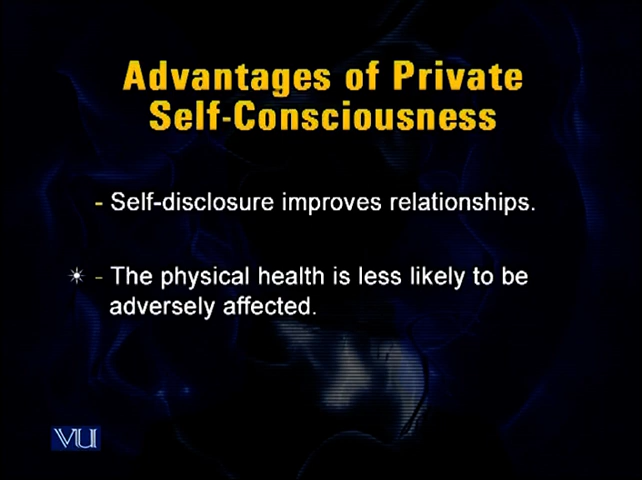 Advantages of Private
Self-Consciousness
- Self-disclosure improves relationships.
- The physical health is less likely to be
adversely affected.
VU